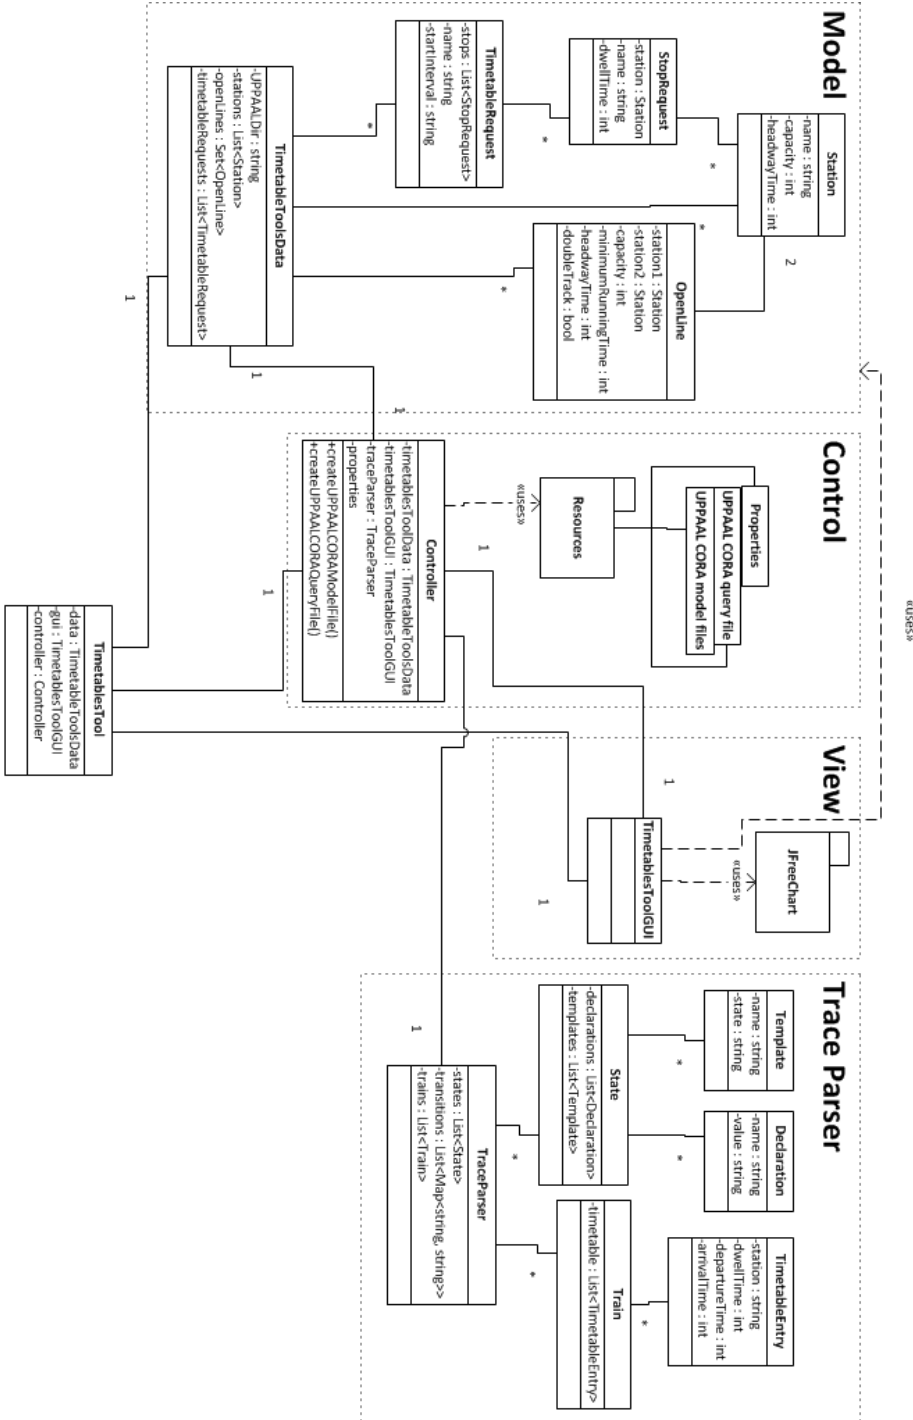 Model
Station
-name : string
-capacity : int
-headwayTime : int
StopRequest
-station : Station
-name : string
-dwellTime : int
TimetableRequest
-stops : List<StopRequest>
-name : string
-startInterval : string
OpenLine
-station1 : Station
-station2 : Station
-capacity : int
-minimumRunningTime : int
-headwayTime : int
-doubleTrack : bool
TimetableToolsData
-UPPAALDir : string
-stations : List<Station>
-openLines : Set<OpenLine>
-timetableRequests : List<TimetableRequest>
*
*
*
*
*
2
1
1
1
Control
Properties
UPPAAL CORA query file
UPPAAL CORA model files
Resources
«uses»
Controller
-timetablesToolData : TimetableToolsData
-timetablesToolGUI : TimetablesToolGUI
-traceParser : TraceParser
-properties
+createUPPAALCORAModelFile()
+createUPPAALCORAQueryFile()
1
1
TimetablesTool
-data : TimetableToolsData
-gui : TimetablesToolGUI
-controller : Controller
«uses»
View
JFreeChart
«uses»
TimetablesToolGUI
1
1
Trace Parser
Template
-name : string
-state : string
Declaration
-name : string
-value : string
TimetableEntry
-station : string
-dwellTime : int
-departureTime : int
-arrivalTime : int
State
-declarations : List<Declaration>
-templates : List<Template>
Train
-timetable : List<TimetableEntry>
TraceParser
-states : List<State>
-transitions : List<Map<string, string>>
-trains : List<Train>
*
*
*
*
*
1